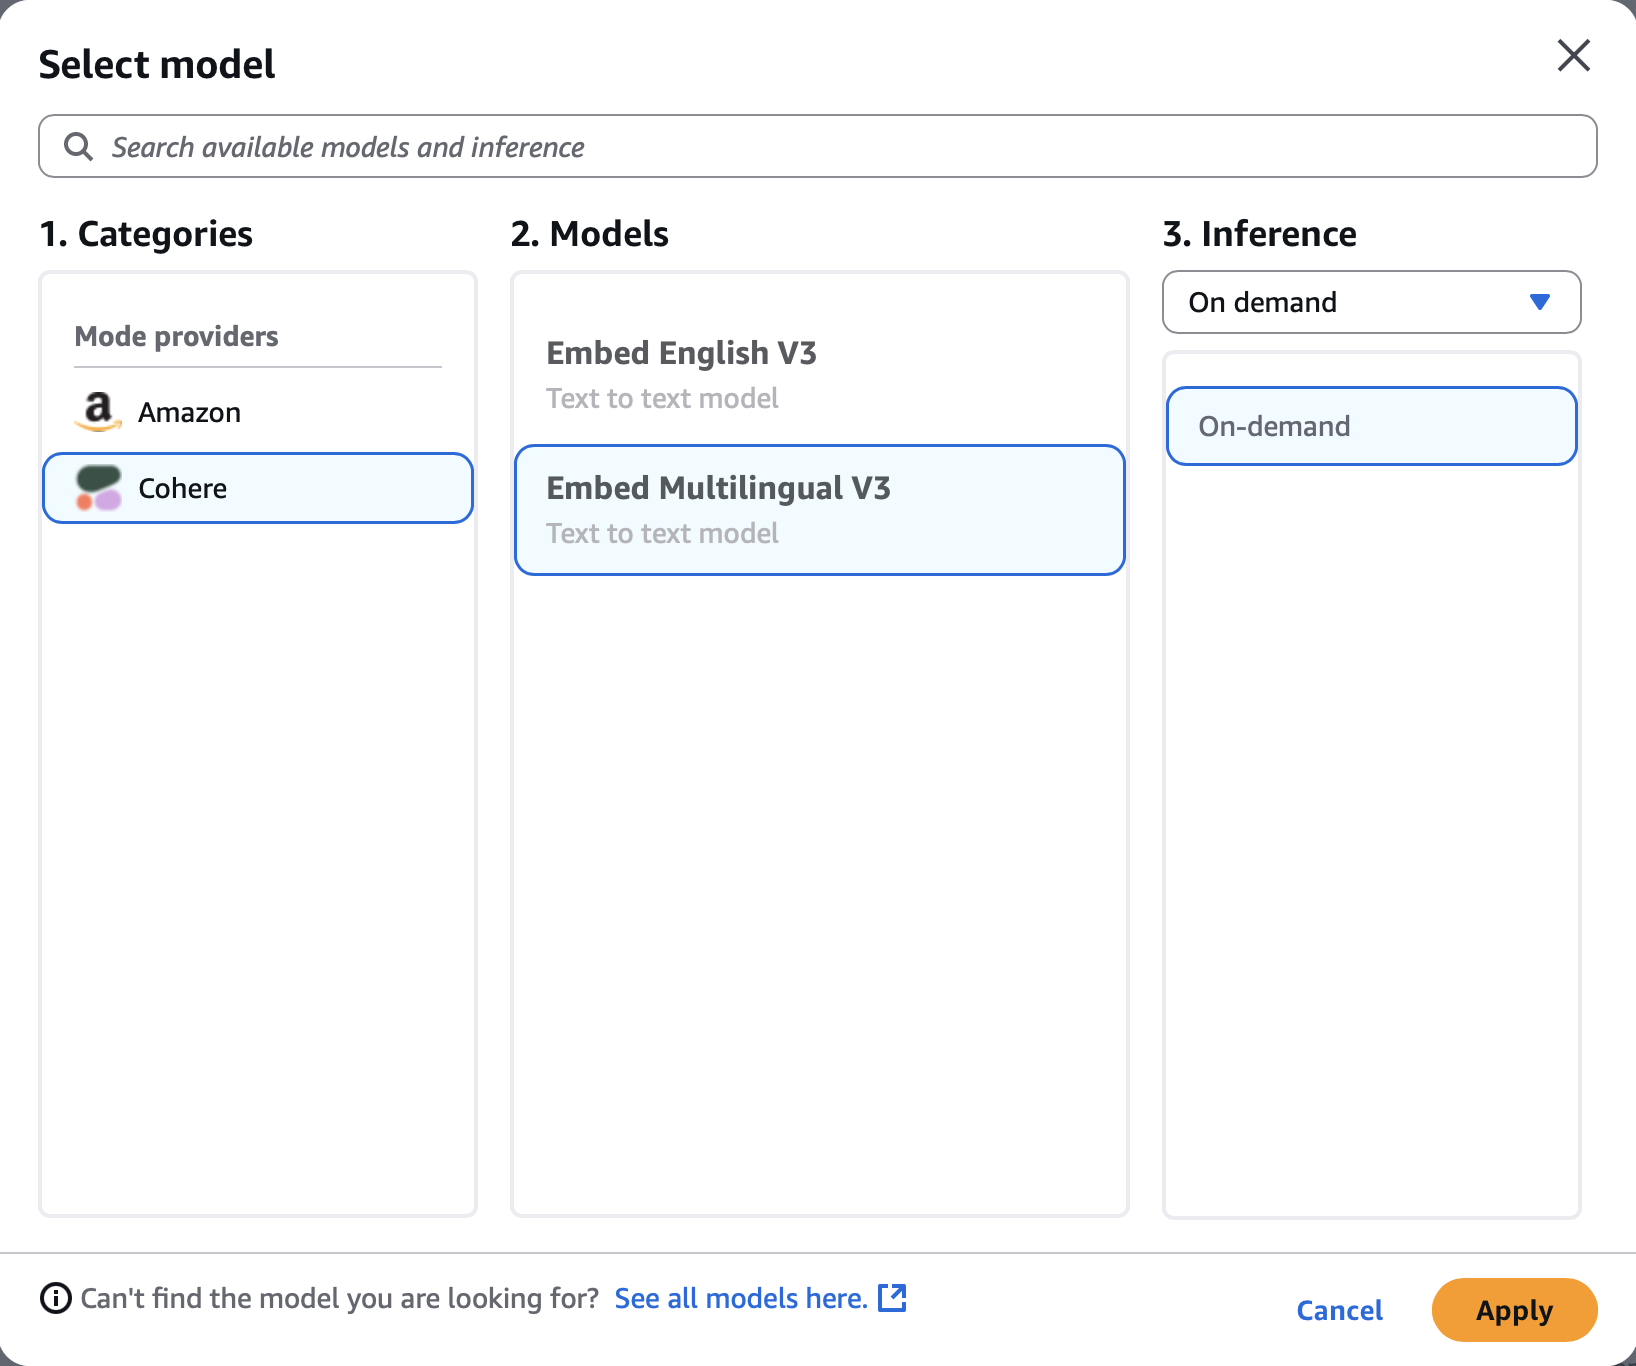 Select model
Search available models and inference
1. Categories
Mode providers
Amazon
Cohere
2. Models
Embed English V3
Text to text model
Embed Multilingual V3
Text to text model
3. Inference
On demand
On-demand
Can't find the model you are looking for? See all models here.
Cancel
Apply